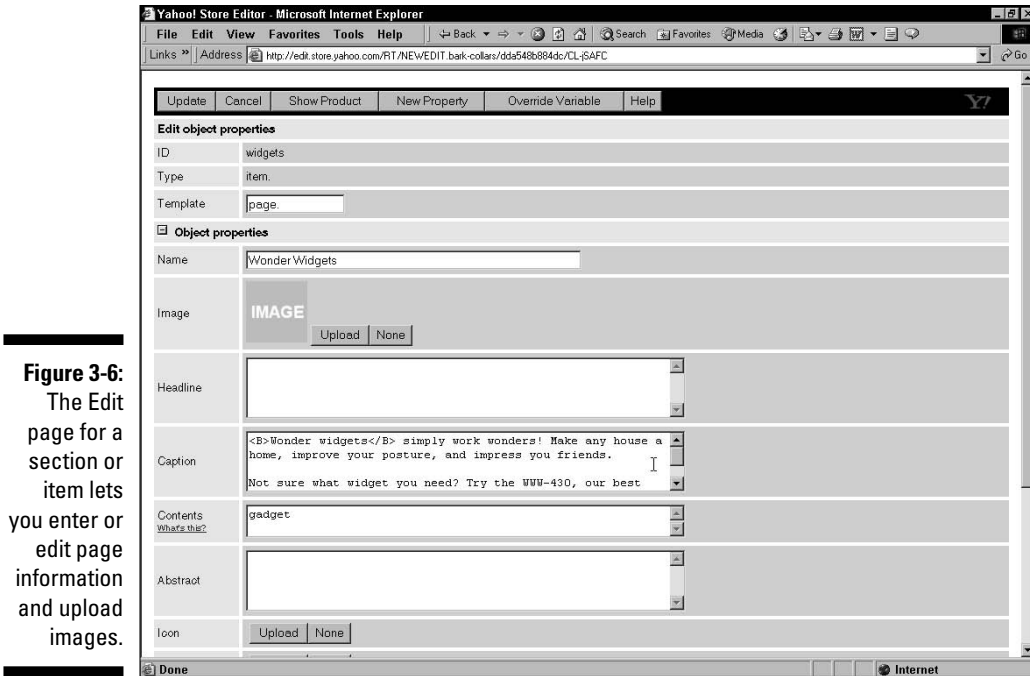 Yahoo! Store Editor - Microsoft Internet Explorer
File Edit View Favorites Tools Help Back Search Favorites Media
Links » Address http://edit.store.yahoo.com/RT/NEWEDIT.bark-collars/dda548b884dc/CL-jSAFC Go
Update Cancel Show Product New Property Override Variable Help Y!
Edit object properties
ID widgets
Type item.
Template page.
Object properties
Name Wonder Widgets
Image IMAGE Upload None
Headline
Caption
<B>Wonder widgets</B> simply work wonders! Make any house a
home, improve your posture, and impress you friends.
Not sure what widget you need? Try the WWW-430, our best
Contents gadget
What's this?
Abstract
Icon Upload None
Done Internet
Figure 3-6:
The Edit
page for a
section or
item lets
you enter or
edit page
information
and upload
images.